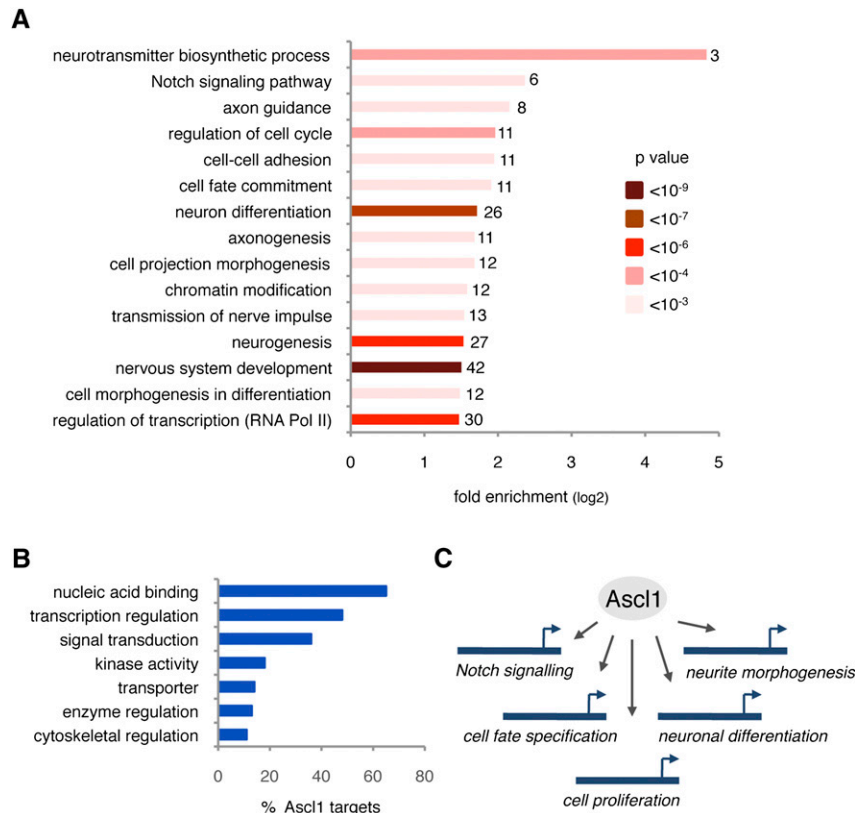 A
neurotransmitter biosynthetic process 3
Notch signaling pathway 6
axon guidance 8
regulation of cell cycle 11
cell-cell adhesion 11
cell fate commitment 11
neuron differentiation 26
axonogenesis 11
cell projection morphogenesis 12
chromatin modification 12
transmission of nerve impulse 13
neurogenesis 27
nervous system development 42
cell morphogenesis in differentiation 12
regulation of transcription (RNA Pol II) 30
0 1 2 3 4 5
fold enrichment (log2)
p value
<10-9
<10-7
<10-6
<10-4
<10-3
B
nucleic acid binding
transcription regulation
signal transduction
kinase activity
transporter
enzyme regulation
cytoskeletal regulation
0 20 40 60 80
% Ascl1 targets
C
Ascl1
Notch signalling
neurite morphogenesis
cell fate specification
neuronal differentiation
cell proliferation